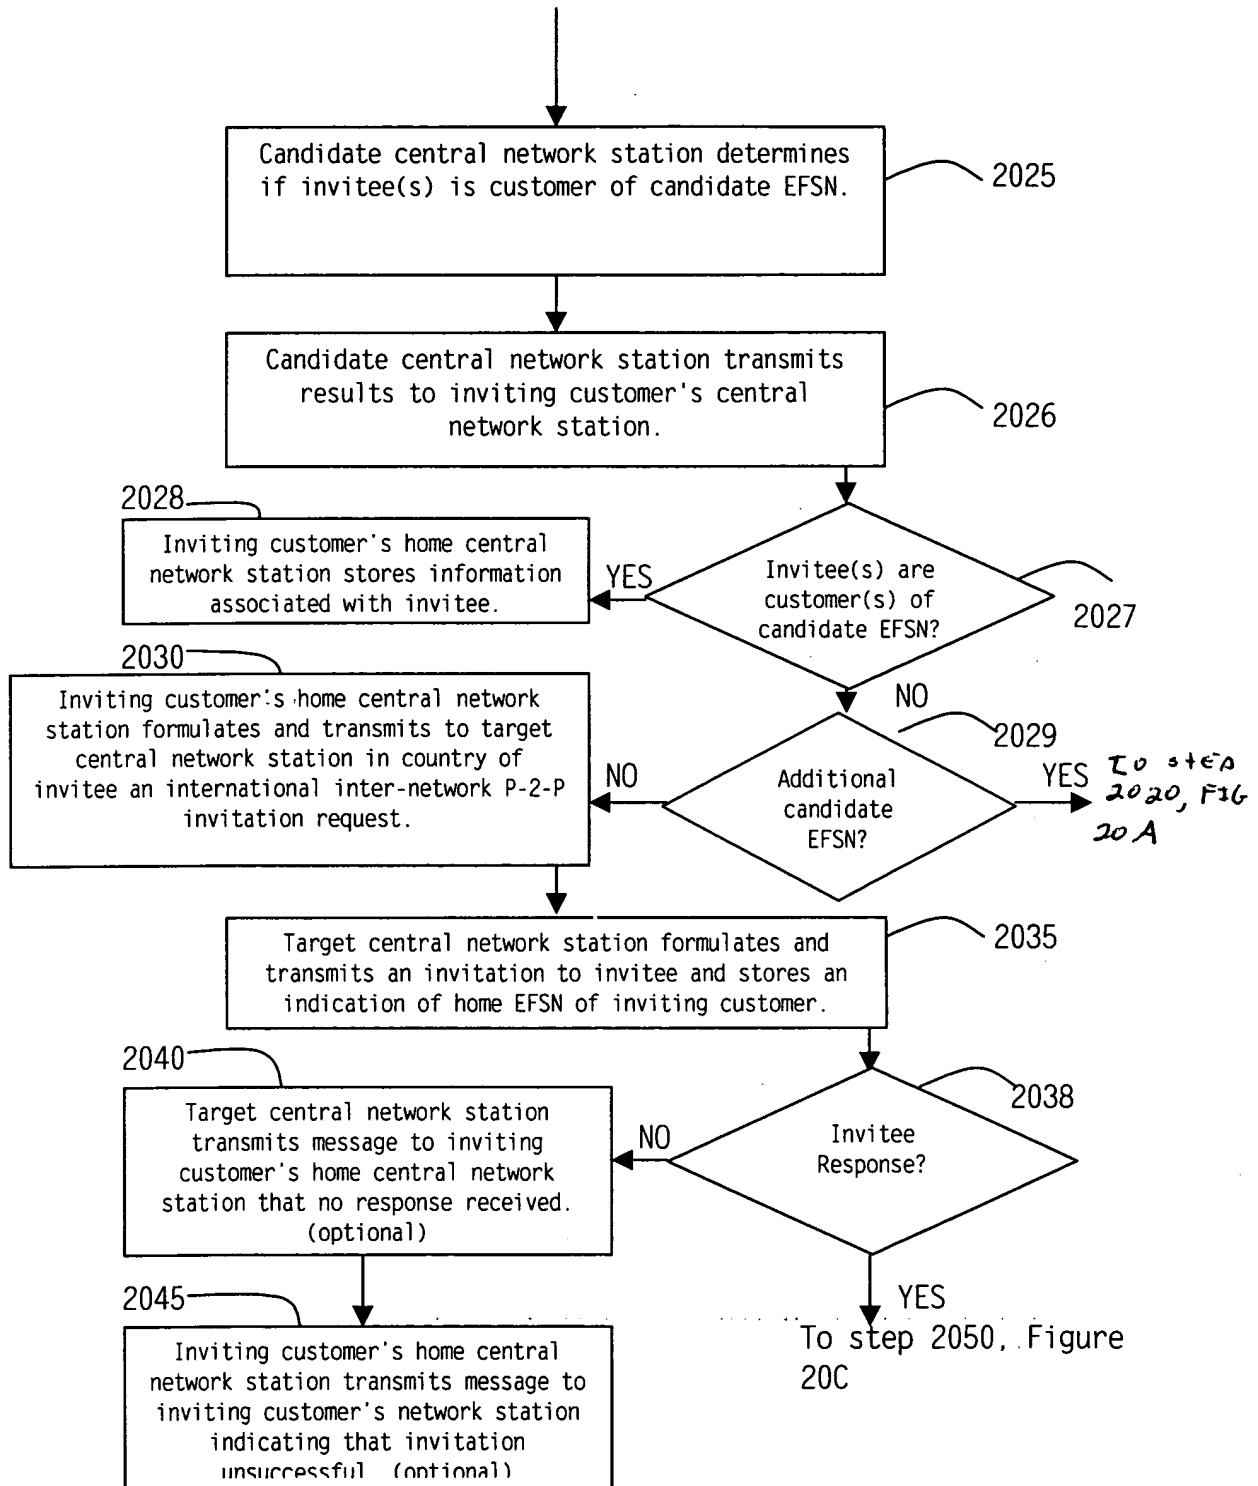 Candidate central network station determines
if invitee(s) is customer of candidate EFSN.
2025
Candidate central network station transmits
results to inviting customer's central
network station.
2026
2028
Inviting customer's home central
network station stores information
associated with invitee.
YES
Invitee(s) are
customer(s) of
candidate EFSN?
2027
NO
2030
Inviting customer's home central network
station formulates and transmits to target
central network station in country of
invitee an international inter-network P-2-P
invitation request.
NO
Additional
candidate
EFSN?
2029
YES
to step
2020, FIG
20A
Target central network station formulates and
transmits an invitation to invitee and stores an
indication of home EFSN of inviting customer.
2035
2040
Target central network station
transmits message to inviting
customer's home central network
station that no response received.
(optional)
NO
Invitee
Response?
2038
YES
To step 2050, Figure
20C
2045
Inviting customer's home central
network station transmits message to
inviting customer's network station
indicating that invitation
unsuccessful (optional)